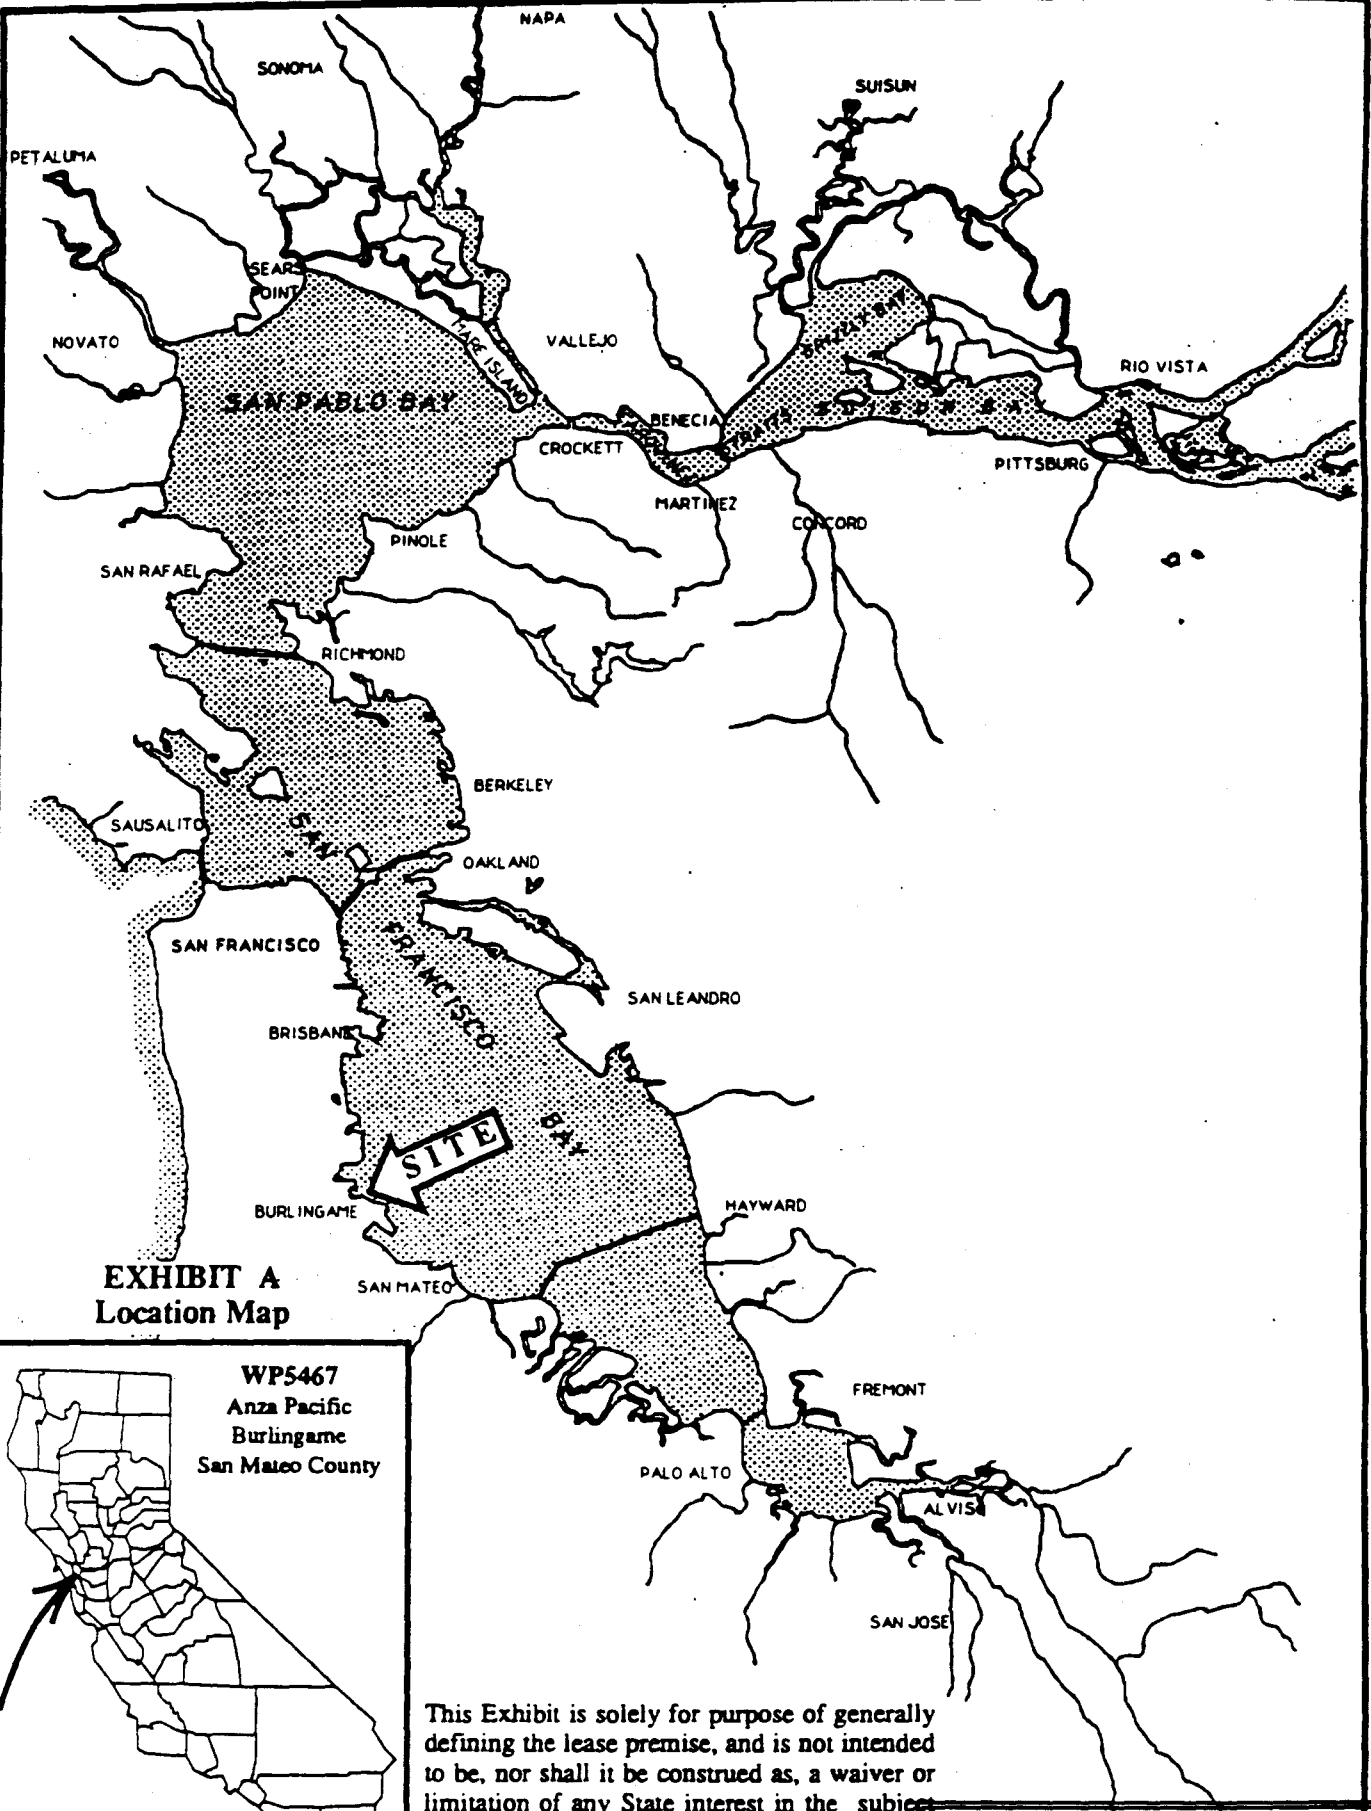 NAPA
SONOMA
SUISUN
PETALUMA
SEARS
POINT
GRIZZLY BAY
NOVATO
MARE ISLAND
VALLEJO
RIO VISTA
SAN PABLO BAY
BENECIA
STRAITS
CROCKETT
PITTSBURG
MARTINEZ
CONCORD
PINOLE
SAN RAFAEL
RICHMOND
BERKELEY
SAUSALITO
OAKLAND
SAN FRANCISCO BAY
SAN FRANCISCO
SAN LEANDRO
BRISBANE
SITE
BURLINGAME
HAYWARD
SAN MATEO
EXHIBIT A
Location Map
WP5467
Anza Pacific
Burlingame
San Mateo County
FREMONT
PALO ALTO
ALVISO
SAN JOSE
This Exhibit is solely for purpose of generally
defining the lease premise, and is not intended
to be, nor shall it be construed as, a waiver or
limitation of any State interest in the subject